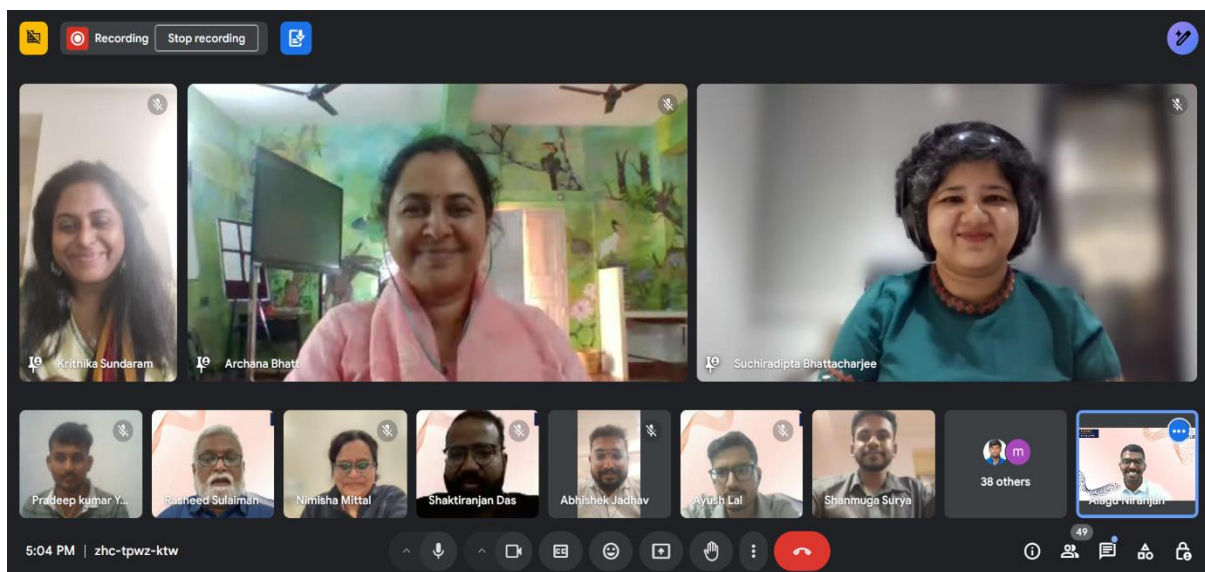 Recording
Stop recording
Krithika Sundaram
Archana Bhatt
Suchiradipta Bhattacharjee
Pradeep kumar Y...
Rasheed Sulaiman
Nimisha Mittal
Shaktiranjan Das
Abhishek Jadhav
Ayush Lal
Shanmuga Surya
m
38 others
Alagu Niranjan
5:04 PM | zhc-tpwz-ktw
CC
49